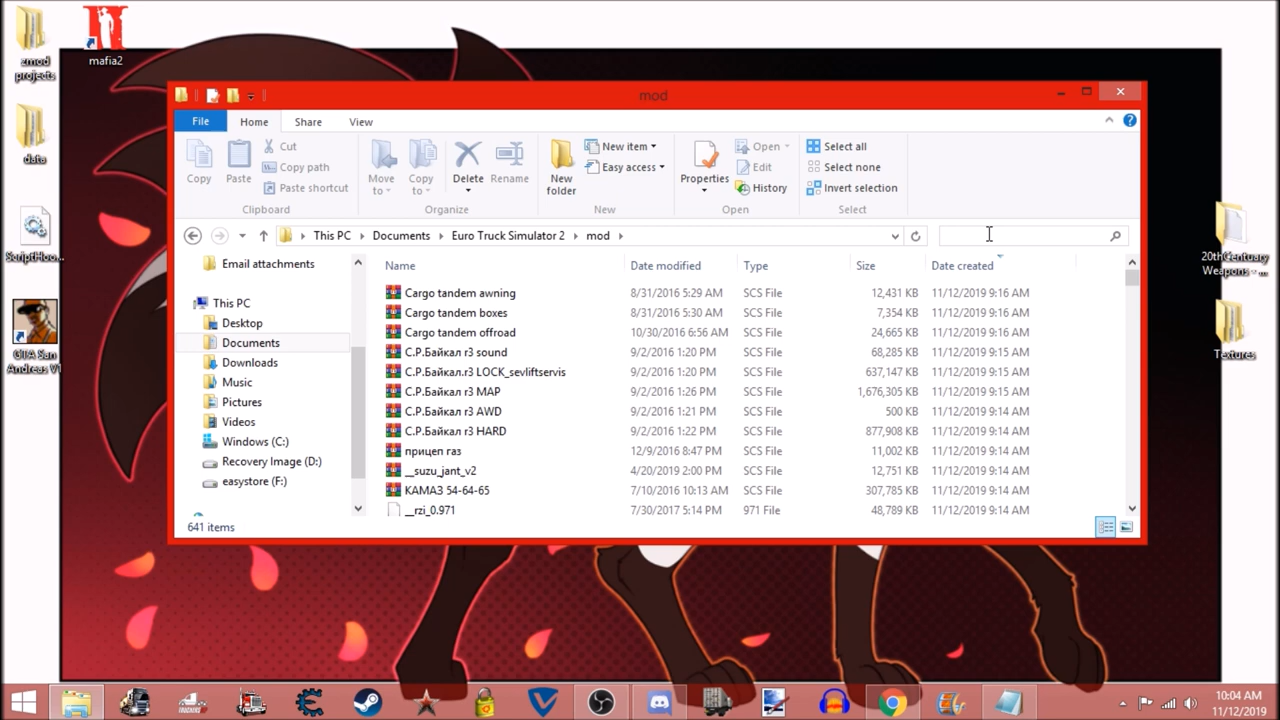 zmod
projects
mafia2
data
ScriptHoo...
GTA San
Andreas V1
20thCentuary
Weapons - ...
Textures
mod
File
Home
Share
View
Copy
Paste
Cut
Copy path
Paste shortcut
Clipboard
Move
to
Copy
to
Delete
Rename
Organize
New
folder
New item
Easy access
New
Properties
Open
Edit
History
Open
Select all
Select none
Invert selection
Select
This PC
Documents
Euro Truck Simulator 2
mod
Email attachments
This PC
Desktop
Documents
Downloads
Music
Pictures
Videos
Windows (C:)
Recovery Image (D:)
easystore (F:)
Name Date modified Type Size Date created
Cargo tandem awning 8/31/2016 5:29 AM SCS File 12,431 KB 11/12/2019 9:16 AM
Cargo tandem boxes 8/31/2016 5:30 AM SCS File 7,354 KB 11/12/2019 9:16 AM
Cargo tandem offroad 10/30/2016 6:56 AM SCS File 24,665 KB 11/12/2019 9:16 AM
С.Р.Байкал r3 sound 9/2/2016 1:20 PM SCS File 68,285 KB 11/12/2019 9:15 AM
С.Р.Байкал.r3 LOCK_sevliftservis 9/2/2016 1:20 PM SCS File 637,147 KB 11/12/2019 9:15 AM
С.Р.Байкал.r3 MAP 9/2/2016 1:26 PM SCS File 1,676,305 KB 11/12/2019 9:15 AM
С.Р.Байкал r3 AWD 9/2/2016 1:21 PM SCS File 500 KB 11/12/2019 9:14 AM
С.Р.Байкал r3 HARD 9/2/2016 1:22 PM SCS File 877,908 KB 11/12/2019 9:14 AM
прицеп газ 12/9/2016 8:47 PM SCS File 11,002 KB 11/12/2019 9:14 AM
__suzu_jant_v2 4/20/2019 2:00 PM SCS File 12,751 KB 11/12/2019 9:14 AM
КАМАЗ 54-64-65 7/10/2016 10:13 AM SCS File 307,785 KB 11/12/2019 9:14 AM
__rzi_0.971 7/30/2017 5:14 PM 971 File 48,789 KB 11/12/2019 9:14 AM
641 items
10:04 AM
11/12/2019